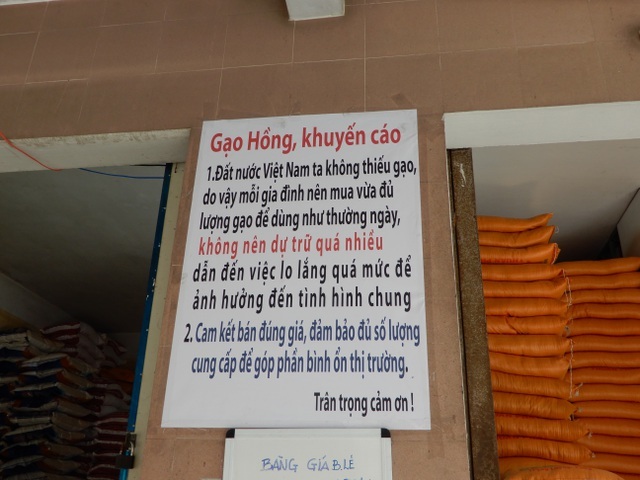 Gạo Hồng, khuyến cáo
1.Đất nước Việt Nam ta không thiếu gạo,
do vậy mỗi gia đình nên mua vừa đủ
lượng gạo để dùng như thường ngày,
không nên dự trữ quá nhiều
dẫn đến việc lo lắng quá mức để
ảnh hưởng đến tình hình chung
2. Cam kết bán đúng giá, đảm bảo đủ số lượng
cung cấp để góp phần bình ổn thị trường.
Trân trọng cảm ơn !
BẢNG GIÁ B.LẺ